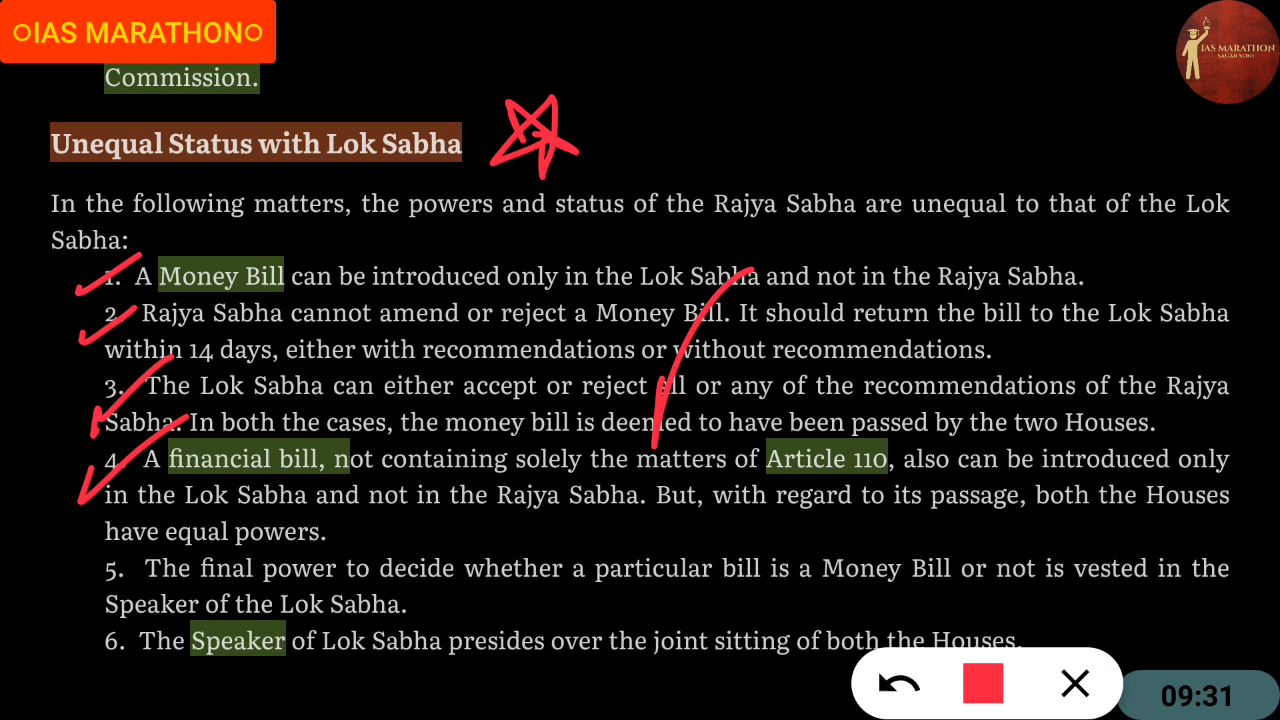 ○IAS MARATHON○
IAS MARATHON
SAGAR SONI
Commission.
Unequal Status with Lok Sabha
In the following matters, the powers and status of the Rajya Sabha are unequal to that of the Lok
Sabha:
1. A Money Bill can be introduced only in the Lok Sabha and not in the Rajya Sabha.
2. Rajya Sabha cannot amend or reject a Money Bill. It should return the bill to the Lok Sabha
within 14 days, either with recommendations or without recommendations.
3. The Lok Sabha can either accept or reject all or any of the recommendations of the Rajya
Sabha. In both the cases, the money bill is deemed to have been passed by the two Houses.
4. A financial bill, not containing solely the matters of Article 110, also can be introduced only
in the Lok Sabha and not in the Rajya Sabha. But, with regard to its passage, both the Houses
have equal powers.
5. The final power to decide whether a particular bill is a Money Bill or not is vested in the
Speaker of the Lok Sabha.
6. The Speaker of Lok Sabha presides over the joint sitting of both the Houses.
09:31